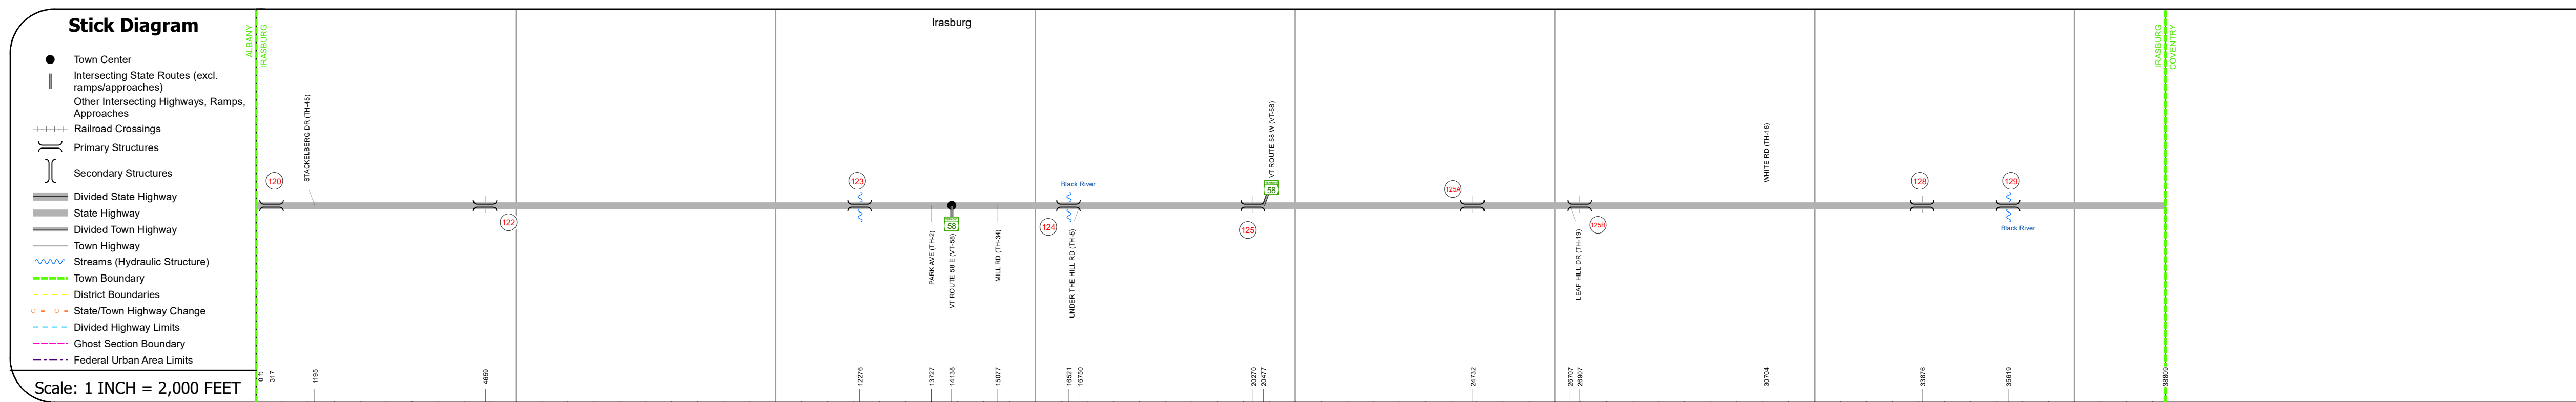 Stick Diagram
Town Center
Intersecting State Routes (excl.
ramps/approaches)
Other Intersecting Highways, Ramps,
Approaches
Railroad Crossings
Primary Structures
Secondary Structures
Divided State Highway
State Highway
Divided Town Highway
Town Highway
Streams (Hydraulic Structure)
Town Boundary
District Boundaries
State/Town Highway Change
Divided Highway Limits
Ghost Section Boundary
Federal Urban Area Limits
Scale: 1 INCH = 2,000 FEET
Irasburg
ALBANY
IRASBURG
IRASBURG
COVENTRY
STACKELBERG DR (TH-45)
VT ROUTE 58 W (VT-58)
WHITE RD (TH-18)
120
122
123
124
125
125A
125B
128
129
Black River
Black River
58
58
PARK AVE (TH-2)
VT ROUTE 58 E (VT-58)
MILL RD (TH-34)
UNDER THE HILL RD (TH-5)
LEAF HILL DR (TH-19)
0 ft
317
1195
4659
12276
13727
14138
15077
16521
16750
20270
20477
24732
26707
26907
30704
33876
35619
38809